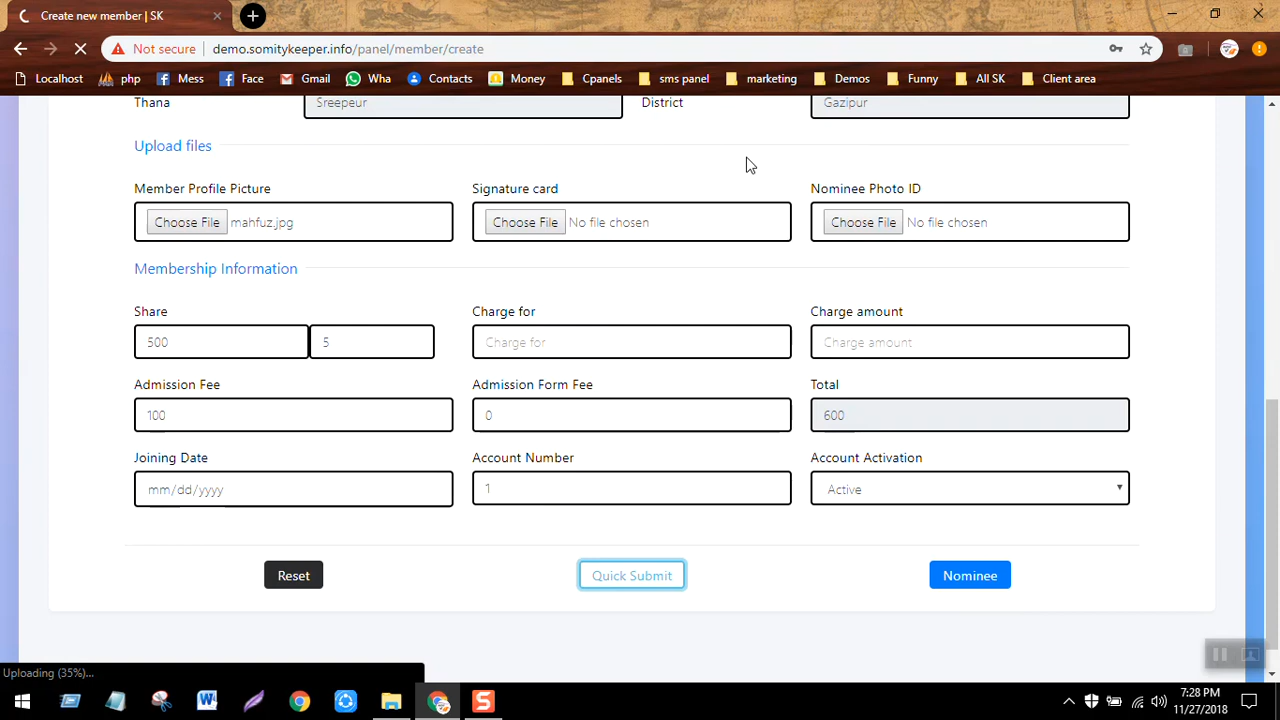 Create new member | SK
Not secure demo.somitykeeper.info/panel/member/create
Localhost php Mess Face Gmail Wha Contacts Money Cpanels sms panel marketing Demos Funny All SK Client area
Thana Sreepeur District Gazipur
Upload files
Member Profile Picture Signature card Nominee Photo ID
Choose File mahfuz.jpg Choose File No file chosen Choose File No file chosen
Membership Information
Share Charge for Charge amount
500 5 Charge for Charge amount
Admission Fee Admission Form Fee Total
100 0 600
Joining Date Account Number Account Activation
mm/dd/yyyy 1 Active
Reset Quick Submit Nominee
Uploading (35%)...
7:28 PM
11/27/2018